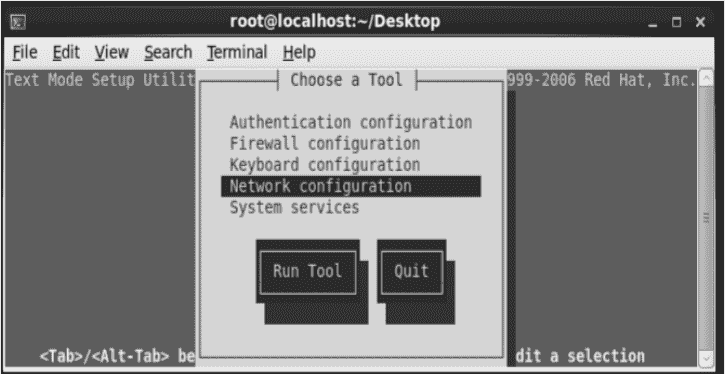 root@localhost:~/Desktop
File Edit View Search Terminal Help
Text Mode Setup Utilit 999-2006 Red Hat, Inc.
Choose a Tool
Authentication configuration
Firewall configuration
Keyboard configuration
Network configuration
System services
Run Tool Quit
<Tab>/<Alt-Tab> be dit a selection